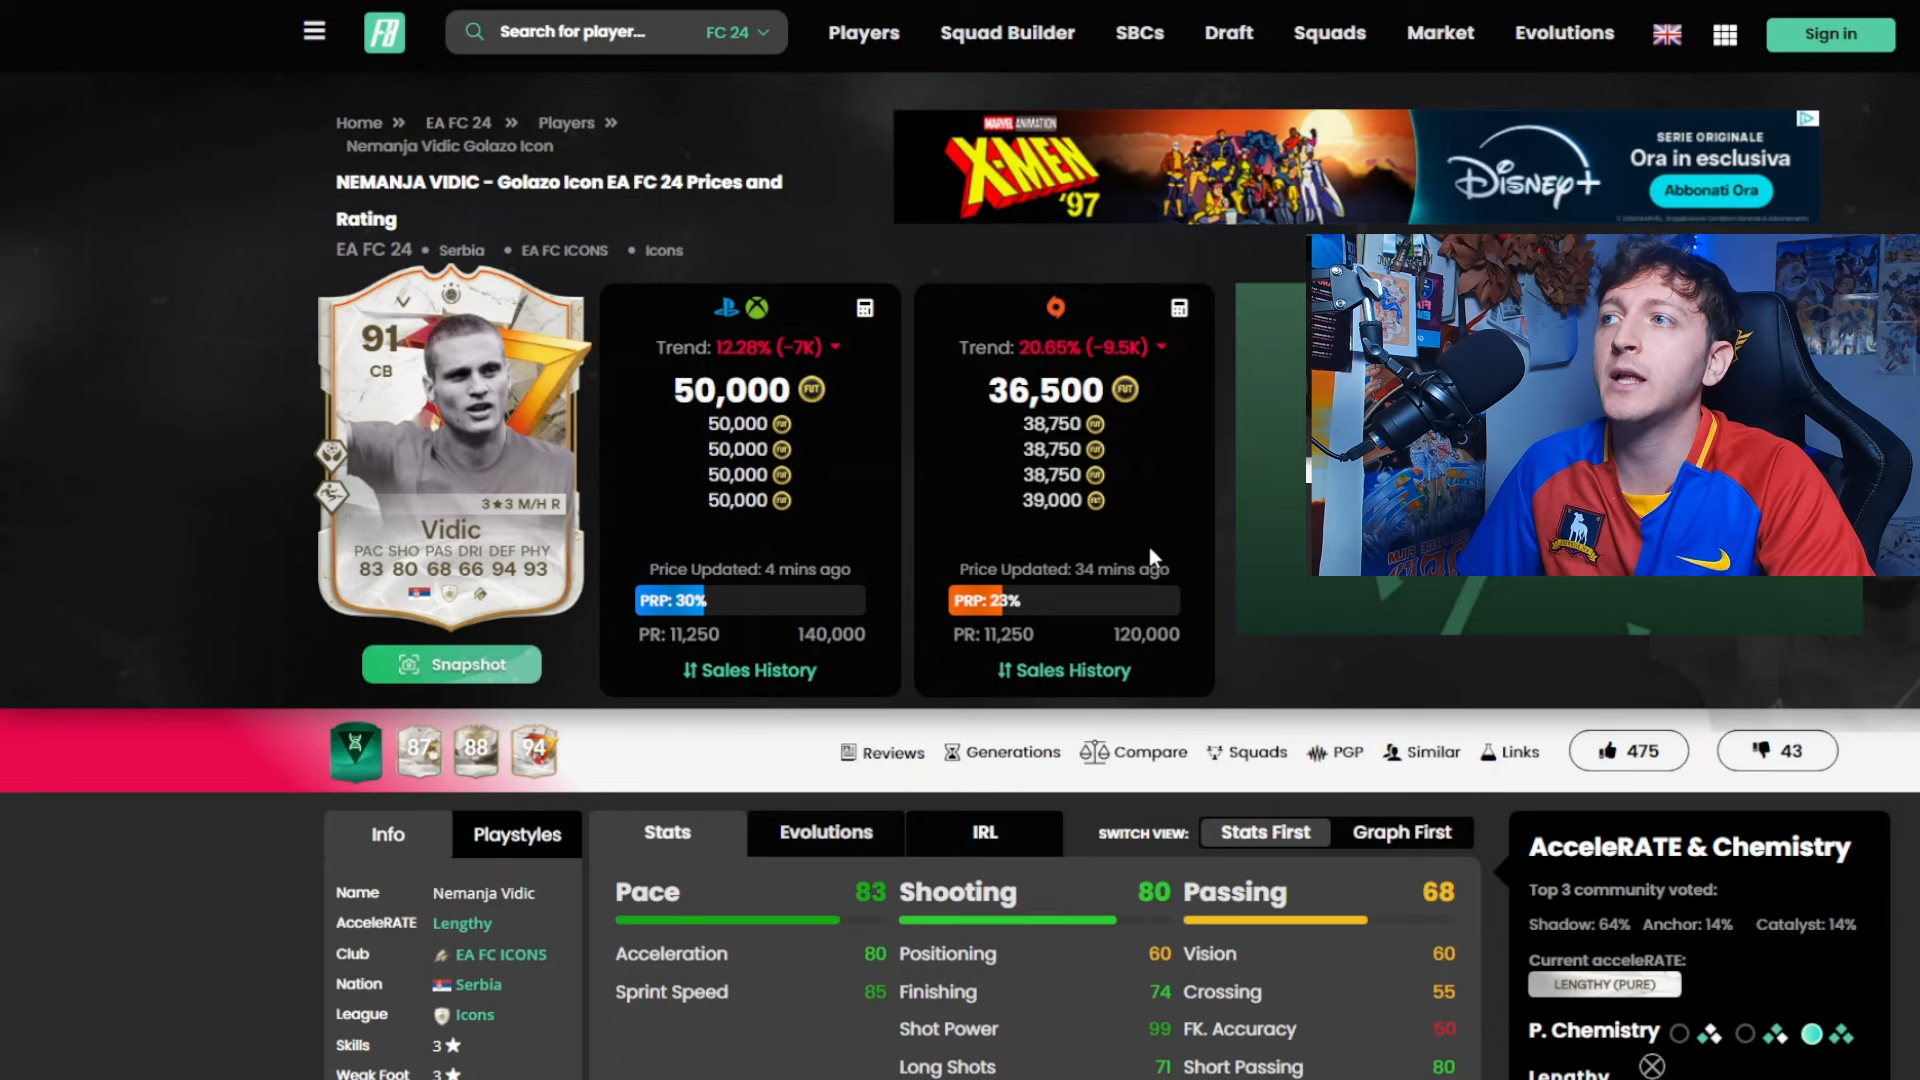 Search for player...
FC 24
Players
Squad Builder
SBCs
Draft
Squads
Market
Evolutions
Sign in
Home » EA FC 24 » Players »
Nemanja Vidic Golazo Icon
NEMANJA VIDIC - Golazo Icon EA FC 24 Prices and
Rating
EA FC 24 • Serbia • EA FC ICONS • Icons
MARVEL ANIMATION
X-MEN
'97
Disney+
SERIE ORIGINALE
Ora in esclusiva
Abbonati Ora
91
CB
3★3 M/H R
Vidic
PAC SHO PAS DRI DEF PHY
83 80 68 66 94 93
Snapshot
Trend: 12.28% (-7K)
50,000
50,000
50,000
50,000
50,000
Price Updated: 4 mins ago
PRP: 30%
PR: 11,250 140,000
Sales History
Trend: 20.65% (-9.5K)
36,500
38,750
38,750
38,750
39,000
Price Updated: 34 mins ago
PRP: 23%
PR: 11,250 120,000
Sales History
87
88
94
Reviews
Generations
Compare
Squads
PGP
Similar
Links
475
43
Info
Playstyles
Name Nemanja Vidic
AcceleRATE Lengthy
Club EA FC ICONS
Nation Serbia
League Icons
Skills 3★
Weak Foot 3★
Stats
Evolutions
IRL
SWITCH VIEW:
Stats First
Graph First
Pace 83
Acceleration 80
Sprint Speed 85
Shooting 80
Positioning 60
Finishing 74
Shot Power 99
Long Shots 71
Passing 68
Vision 60
Crossing 55
FK. Accuracy 50
Short Passing 80
AcceleRATE & Chemistry
Top 3 community voted:
Shadow: 64% Anchor: 14% Catalyst: 14%
Current acceleRATE:
LENGTHY (PURE)
P. Chemistry
Lengthy